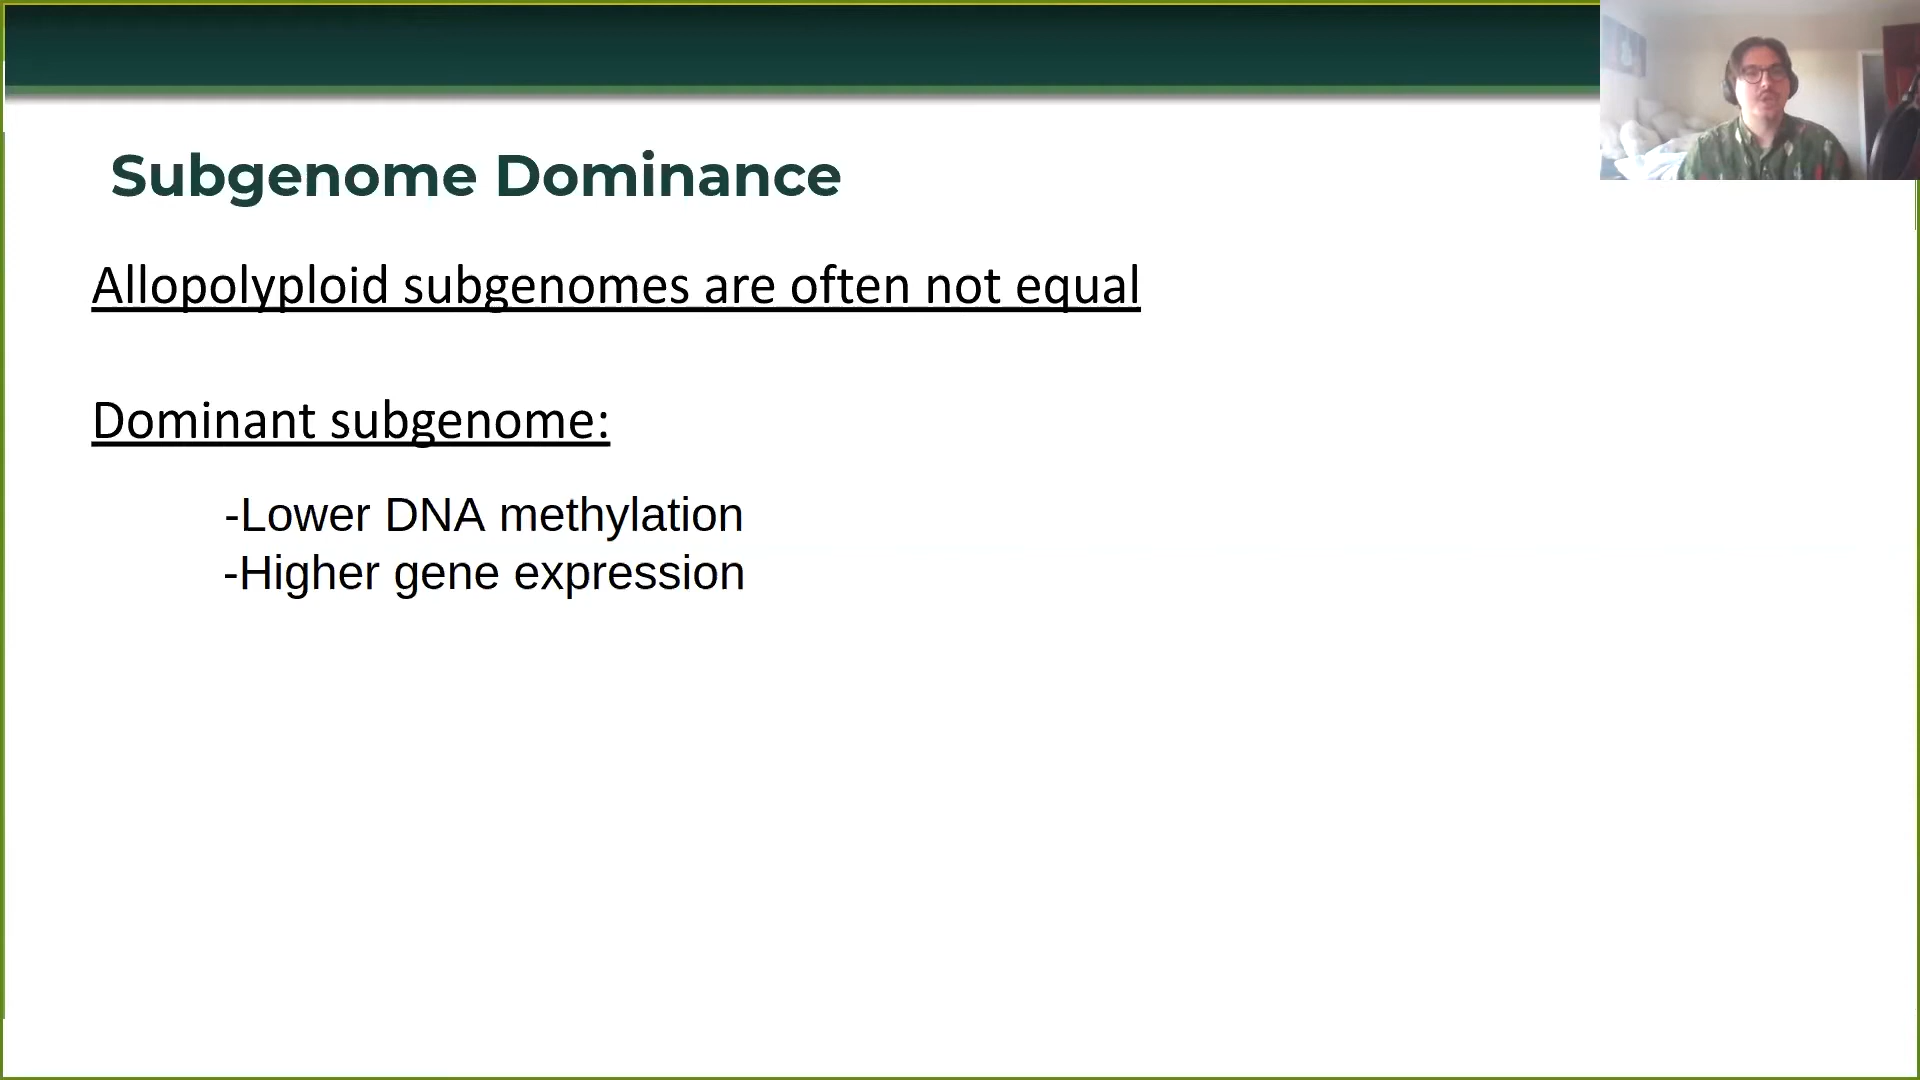 Subgenome Dominance
Allopolyploid subgenomes are often not equal
Dominant subgenome:
-Lower DNA methylation
-Higher gene expression